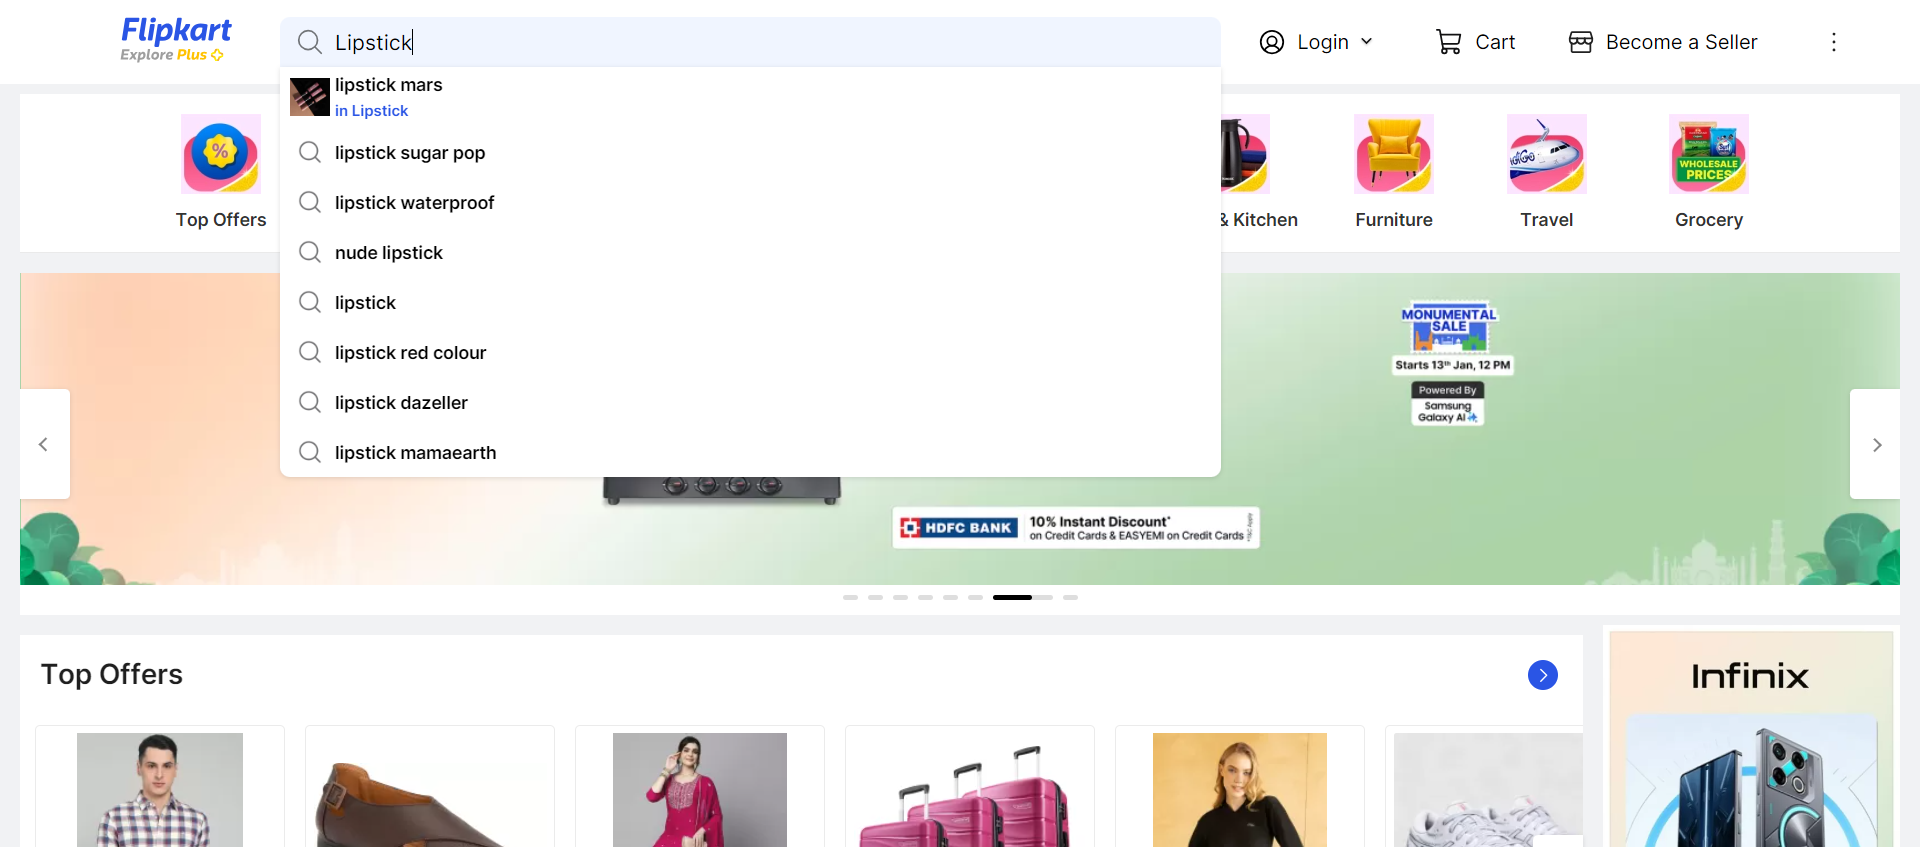 Flipkart
Explore Plus
Lipstick
Login
Cart
Become a Seller
lipstick mars
in Lipstick
lipstick sugar pop
lipstick waterproof
nude lipstick
lipstick
lipstick red colour
lipstick dazeller
lipstick mamaearth
%
IndiGo
WHOLESALE
PRICES
Top Offers
& Kitchen
Furniture
Travel
Grocery
MONUMENTAL
SALE
Starts 13th Jan, 12 PM
Powered By
Samsung
Galaxy AI
HDFC BANK
10% Instant Discount*
on Credit Cards & EASYEMI on Credit Cards
*T&C Apply
Top Offers
Infinix